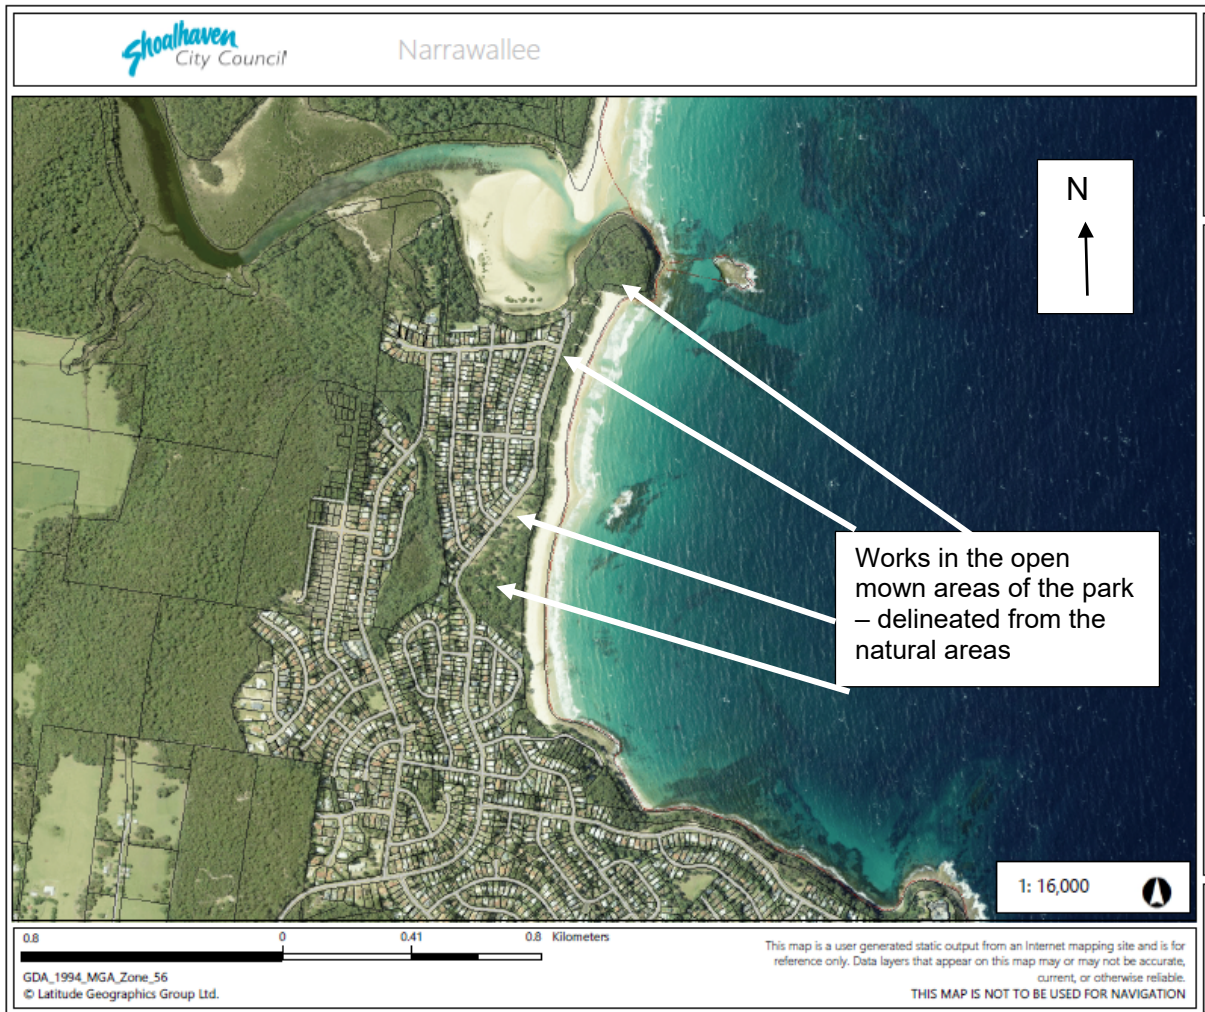 Shoalhaven
City Council
Narrawallee
N
Works in the open
mown areas of the park
– delineated from the
natural areas
1: 16,000
0.8 0 0.41 0.8 Kilometers
GDA_1994_MGA_Zone_56
© Latitude Geographics Group Ltd.
This map is a user generated static output from an Internet mapping site and is for
reference only. Data layers that appear on this map may or may not be accurate,
current, or otherwise reliable.
THIS MAP IS NOT TO BE USED FOR NAVIGATION